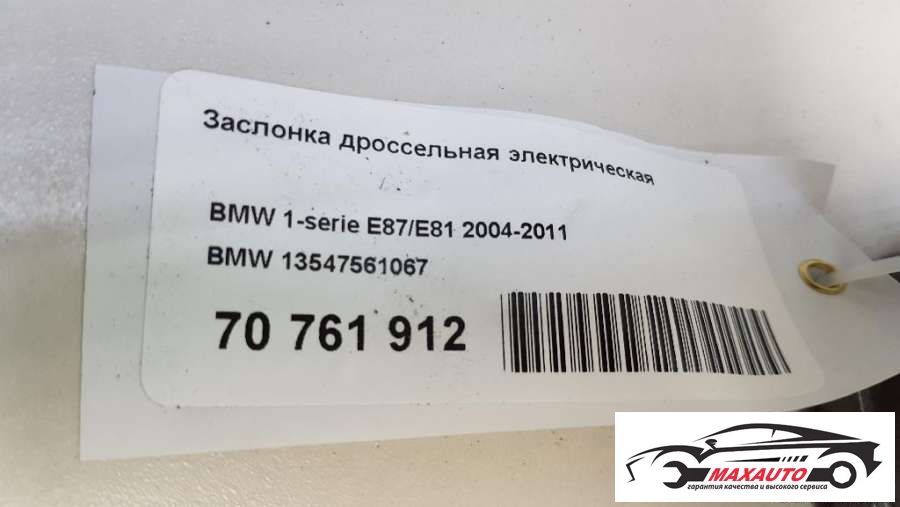 Заслонка дроссельная электрическая
BMW 1-serie E87/E81 2004-2011
BMW 13547561067
70 761 912
MAXAUTO
гарантия качества и высокого сервиса